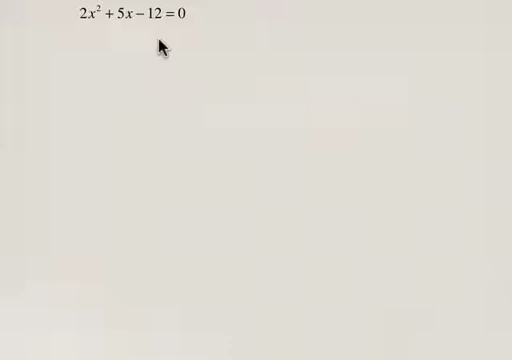 2x² + 5x − 12 = 0